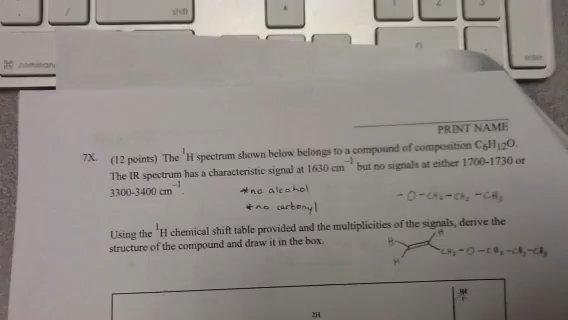 shift
command
enter
PRINT NAME
7X. (12 points) The ¹H spectrum shown below belongs to a compound of composition C₆H₁₂O.
The IR spectrum has a characteristic signal at 1630 cm⁻¹ but no signals at either 1700-1730 or
3300-3400 cm⁻¹.
*no alcohol
*no carbonyl
-O-CH₂-CH₂-CH₃
Using the ¹H chemical shift table provided and the multiplicities of the signals, derive the
structure of the compound and draw it in the box.
H H
H CH₂-O-CH₂-CH₂-CH₃
2H